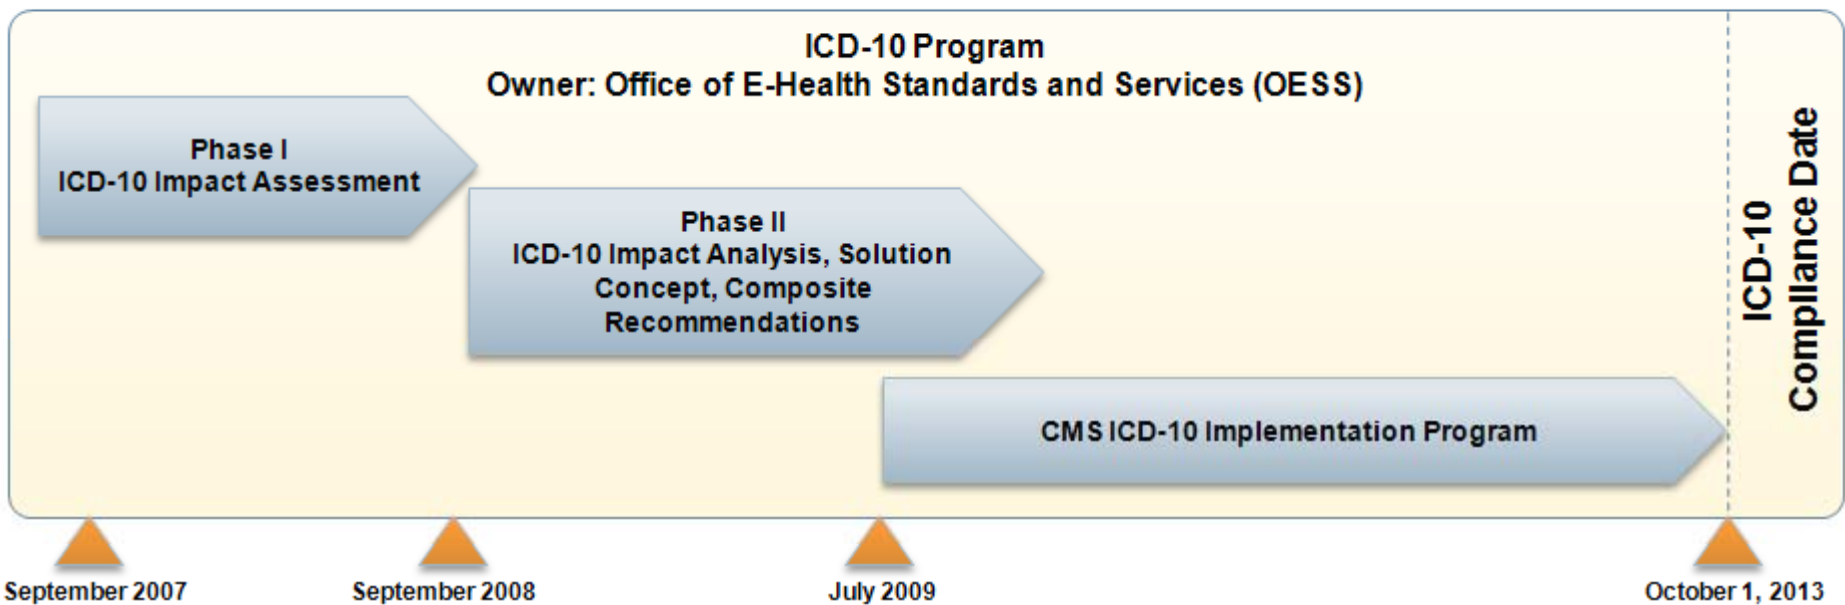 ICD-10 Program
Owner: Office of E-Health Standards and Services (OESS)
Phase I
ICD-10 Impact Assessment
Phase II
ICD-10 Impact Analysis, Solution
Concept, Composite
Recommendations
CMS ICD-10 Implementation Program
ICD-10
Compliance Date
September 2007
September 2008
July 2009
October 1, 2013